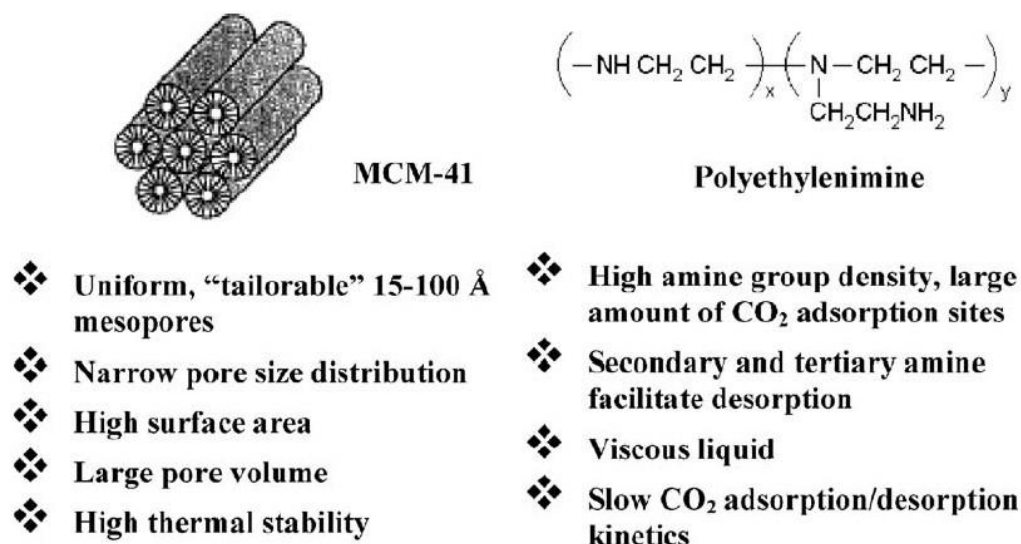 (–NH CH₂ CH₂ –)ₓ(N –CH₂ CH₂ –)y
CH₂CH₂NH₂
MCM-41
Polyethylenimine
❖ Uniform, “tailorable” 15-100 Å
mesopores
❖ Narrow pore size distribution
❖ High surface area
❖ Large pore volume
❖ High thermal stability
❖ High amine group density, large
amount of CO₂ adsorption sites
❖ Secondary and tertiary amine
facilitate desorption
❖ Viscous liquid
❖ Slow CO₂ adsorption/desorption
kinetics